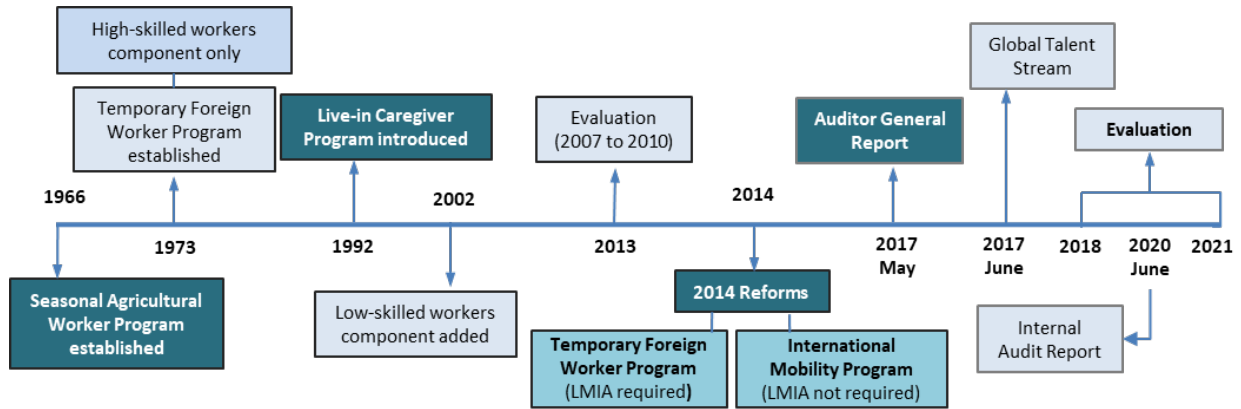 High-skilled workers
component only
Temporary Foreign
Worker Program
established
Live-in Caregiver
Program introduced
Evaluation
(2007 to 2010)
Auditor General
Report
Global Talent
Stream
Evaluation
1966
2002
2014
1973
1992
2013
2017
May
2017
June
2018
2020
June
2021
Seasonal Agricultural
Worker Program
established
Low-skilled workers
component added
2014 Reforms
Temporary Foreign
Worker Program
(LMIA required)
International
Mobility Program
(LMIA not required)
Internal
Audit Report